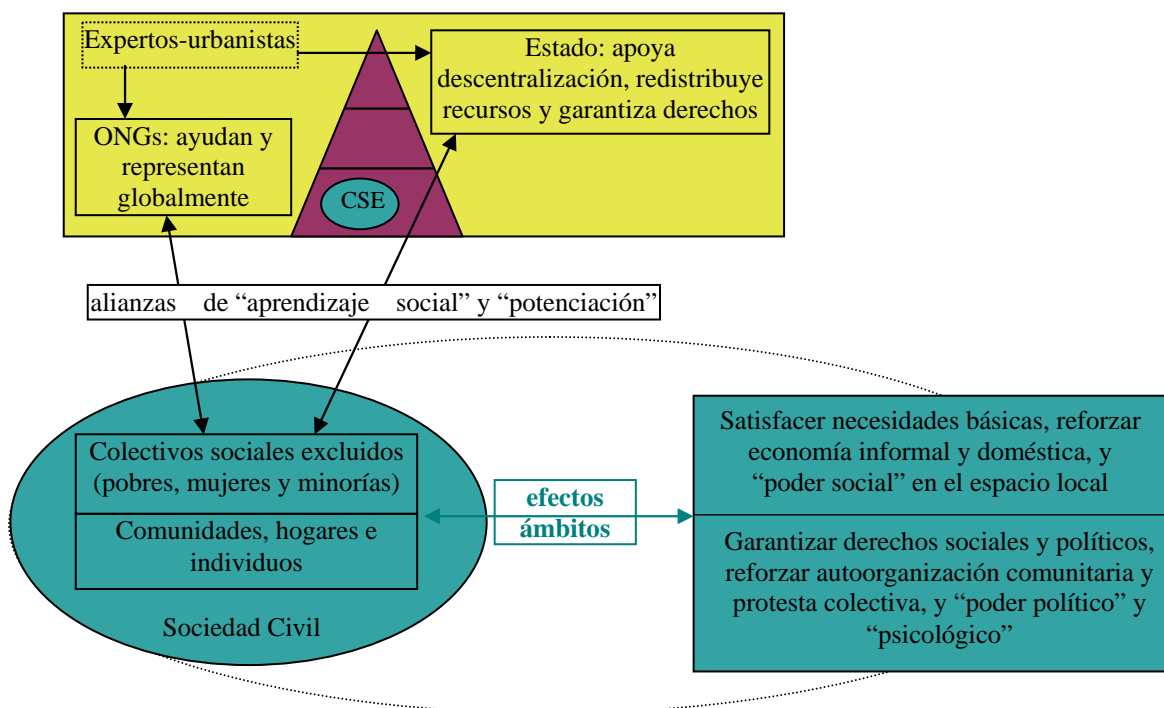 Expertos-urbanistas
Estado: apoya
descentralización, redistribuye
recursos y garantiza derechos
ONGs: ayudan y
representan
globalmente
CSE
alianzas de “aprendizaje social” y “potenciación”
Colectivos sociales excluidos
(pobres, mujeres y minorías)
Comunidades, hogares e
individuos
Sociedad Civil
efectos
ámbitos
Satisfacer necesidades básicas, reforzar
economía informal y doméstica, y
“poder social” en el espacio local
Garantizar derechos sociales y políticos,
reforzar autoorganización comunitaria y
protesta colectiva, y “poder político” y
“psicológico”